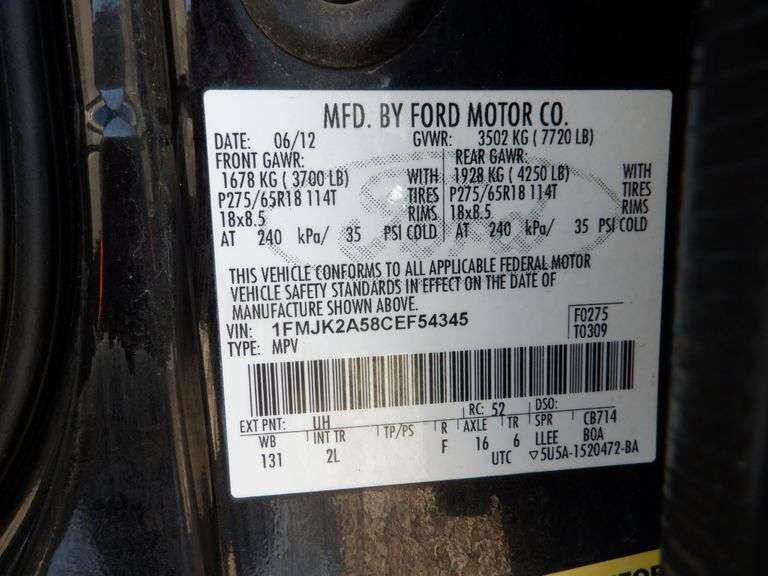 MFD. BY FORD MOTOR CO.
DATE: 06/12 GVWR: 3502 KG ( 7720 LB)
FRONT GAWR: REAR GAWR:
1678 KG ( 3700 LB) WITH 1928 KG ( 4250 LB) WITH
P275/65R18 114T TIRES P275/65R18 114T TIRES
18x8.5 RIMS 18x8.5 RIMS
AT 240 kPa/ 35 PSI COLD AT 240 kPa/ 35 PSI COLD
Ford
THIS VEHICLE CONFORMS TO ALL APPLICABLE FEDERAL MOTOR
VEHICLE SAFETY STANDARDS IN EFFECT ON THE DATE OF
MANUFACTURE SHOWN ABOVE.
VIN: 1FMJK2A58CEF54345 F0275
TYPE: MPV T0309
EXT PNT: UH RC: 52 DSO:
WB INT TR TP/PS R AXLE TR SPR CB714
131 2L F 16 6 LLEE BOA
UTC ▽5U5A-1520472-BA